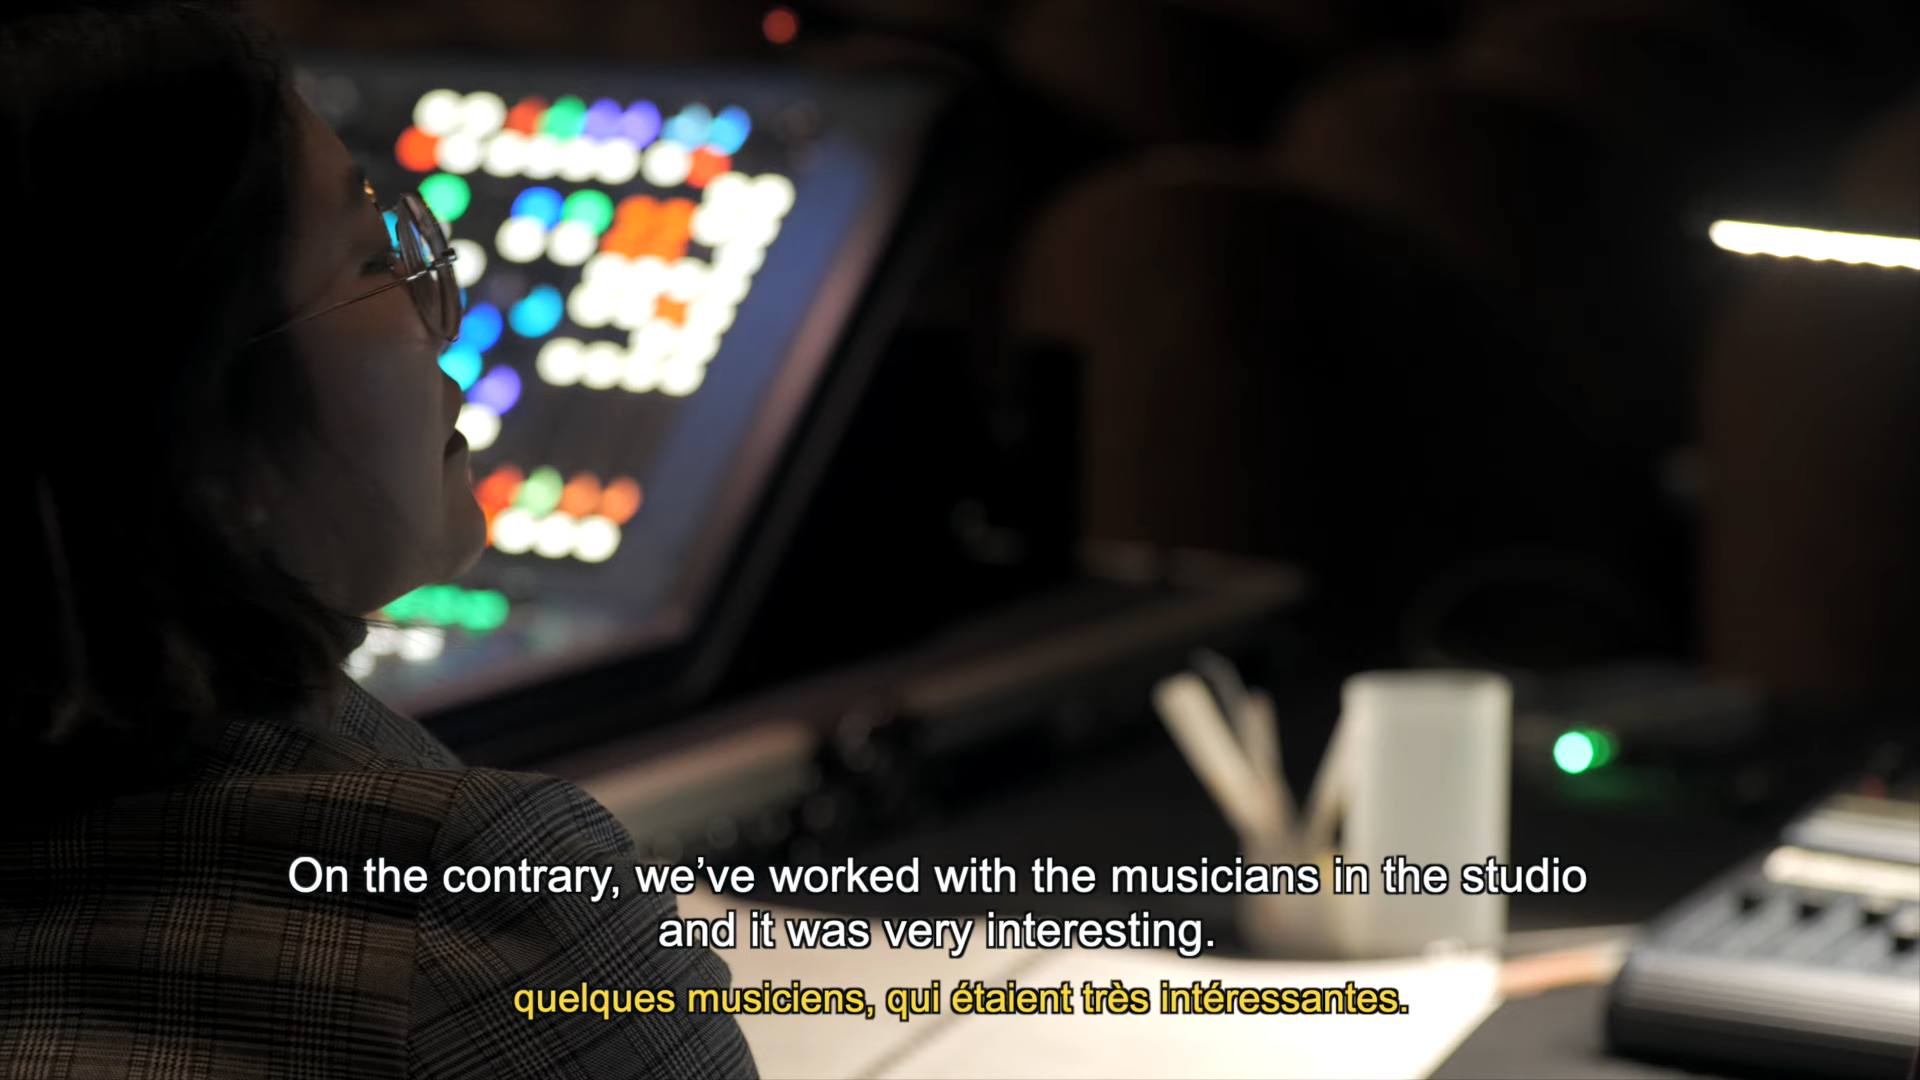 On the contrary, we’ve worked with the musicians in the studio
and it was very interesting.
quelques musiciens, qui étaient très intéressantes.